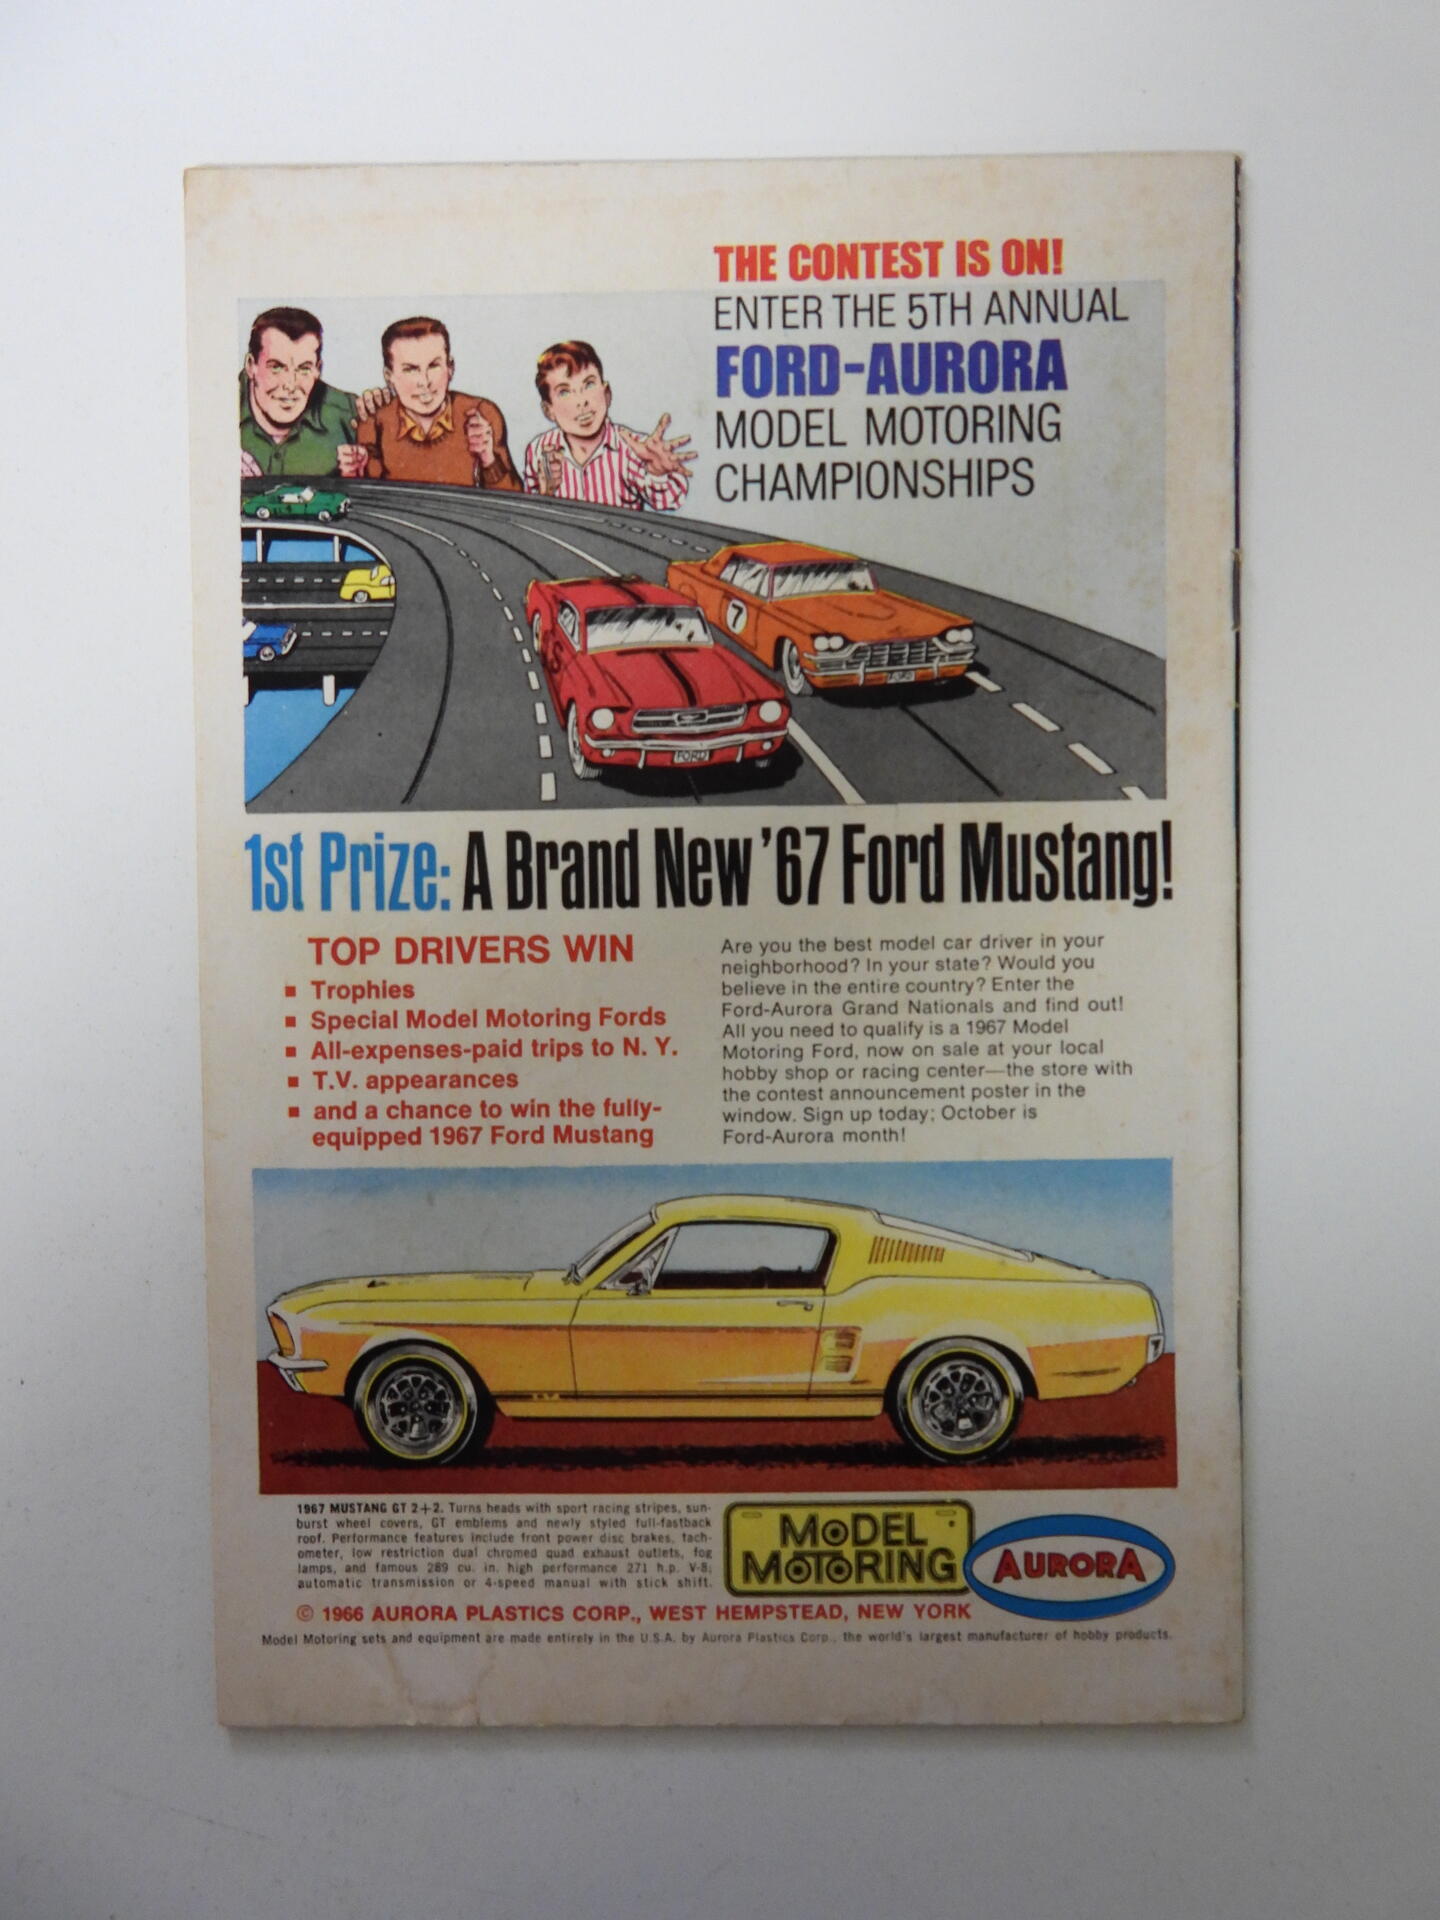 THE CONTEST IS ON!
ENTER THE 5TH ANNUAL
FORD-AURORA
MODEL MOTORING
CHAMPIONSHIPS
7
FORD
FORD
1st Prize: A Brand New '67 Ford Mustang!
TOP DRIVERS WIN
▪ Trophies
▪ Special Model Motoring Fords
▪ All-expenses-paid trips to N. Y.
▪ T.V. appearances
▪ and a chance to win the fully-
equipped 1967 Ford Mustang
Are you the best model car driver in your
neighborhood? In your state? Would you
believe in the entire country? Enter the
Ford-Aurora Grand Nationals and find out!
All you need to qualify is a 1967 Model
Motoring Ford, now on sale at your local
hobby shop or racing center—the store with
the contest announcement poster in the
window. Sign up today; October is
Ford-Aurora month!
1967 MUSTANG GT 2+2. Turns heads with sport racing stripes, sun-
burst wheel covers, GT emblems and newly styled full-fastback
roof. Performance features include front power disc brakes, tach-
ometer, low restriction dual chromed quad exhaust outlets, fog
lamps, and famous 289 cu. in. high performance 271 h.p. V-8;
automatic transmission or 4-speed manual with stick shift.
MODEL
MOTORING
AURORA
© 1966 AURORA PLASTICS CORP., WEST HEMPSTEAD, NEW YORK
Model Motoring sets and equipment are made entirely in the U.S.A. by Aurora Plastics Corp., the world's largest manufacturer of hobby products.